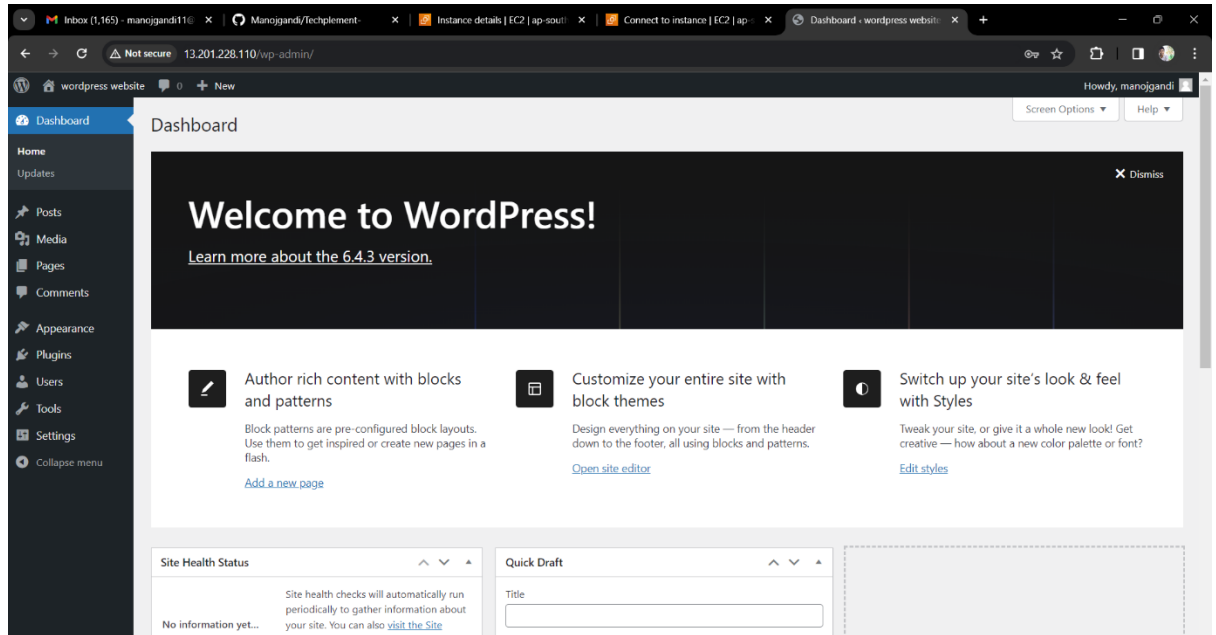 Inbox (1,165) - manojgandi11@
Manojgandi/Techplement-
Instance details | EC2 | ap-south
Connect to instance | EC2 | ap-s
Dashboard ‹ wordpress website
Not secure 13.201.228.110/wp-admin/
wordpress website 0 + New
Howdy, manojgandi
Dashboard
Home
Updates
Posts
Media
Pages
Comments
Appearance
Plugins
Users
Tools
Settings
Collapse menu
Dashboard
Screen Options ▼
Help ▼
Dismiss
Welcome to WordPress!
Learn more about the 6.4.3 version.
Author rich content with blocks
and patterns
Block patterns are pre-configured block layouts.
Use them to get inspired or create new pages in a
flash.
Add a new page
Customize your entire site with
block themes
Design everything on your site — from the header
down to the footer, all using blocks and patterns.
Open site editor
Switch up your site’s look & feel
with Styles
Tweak your site, or give it a whole new look! Get
creative — how about a new color palette or font?
Edit styles
Site Health Status
No information yet...
Site health checks will automatically run
periodically to gather information about
your site. You can also visit the Site
Quick Draft
Title